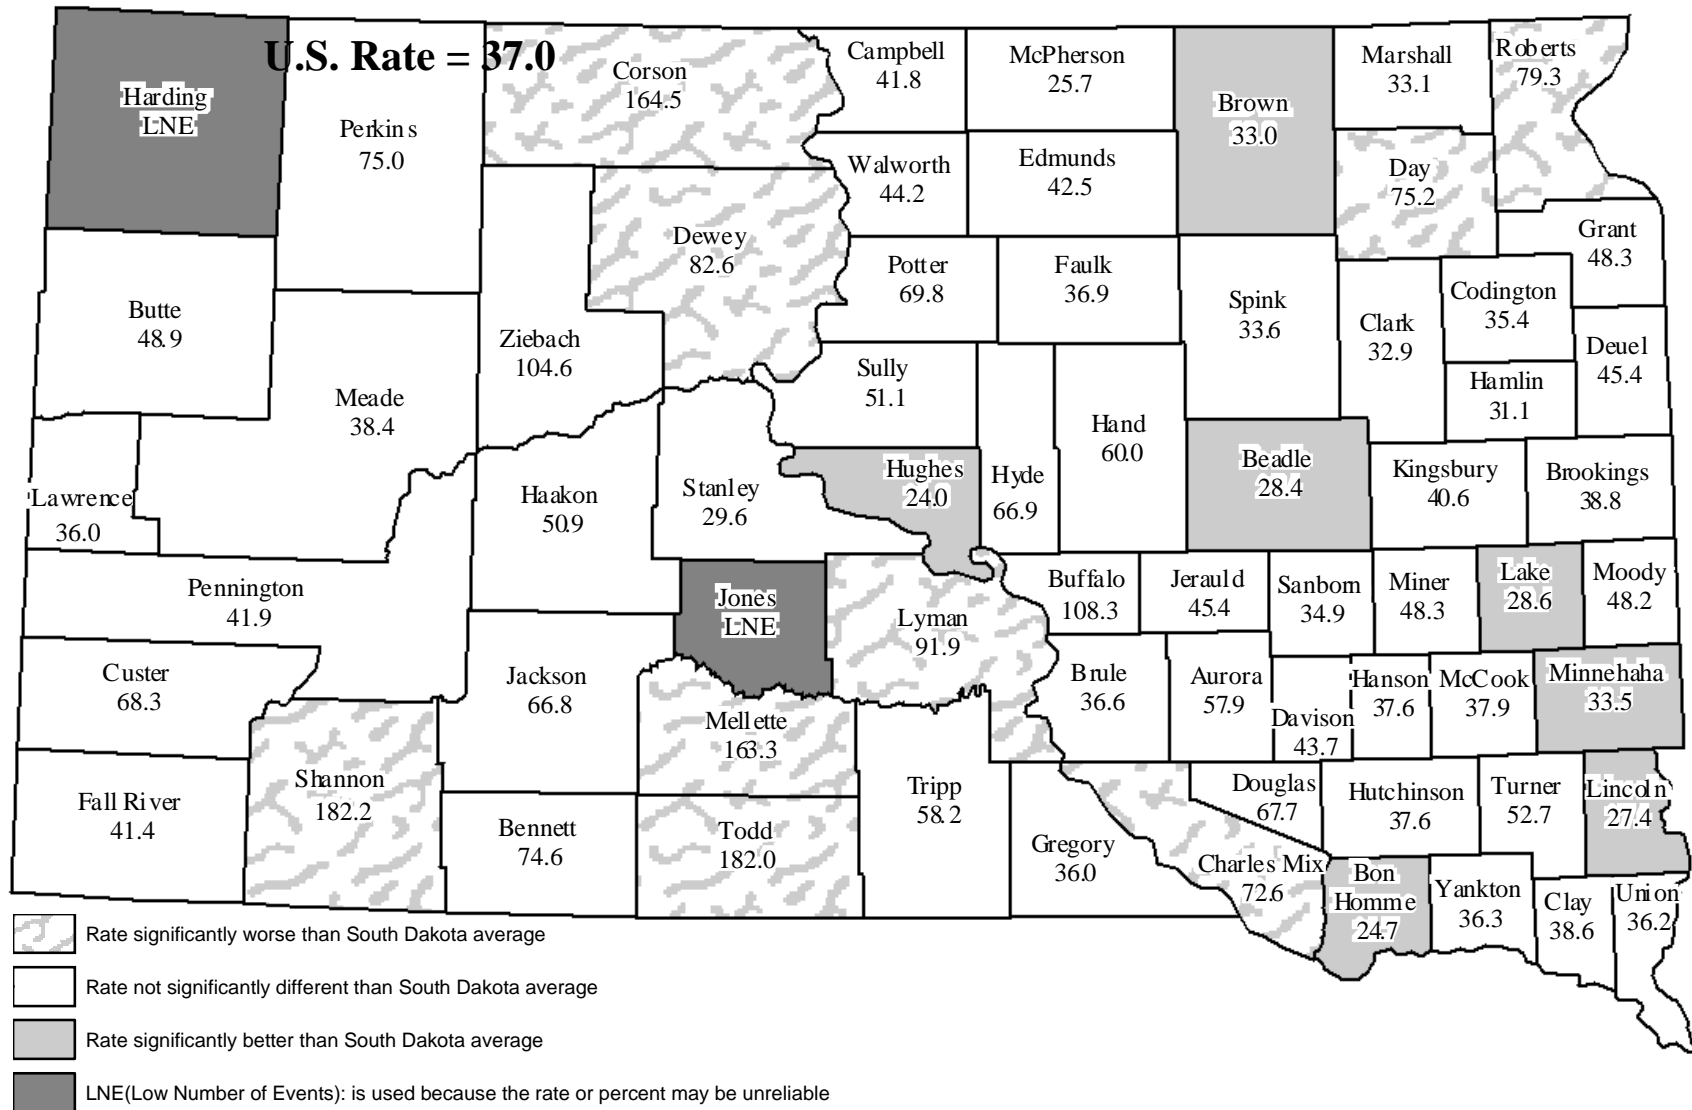 U.S. Rate = 37.0
Harding
LNE
Perkins
75.0
Corson
164.5
Campbell
41.8
McPherson
25.7
Brown
33.0
Marshall
33.1
Roberts
79.3
Walworth
44.2
Edmunds
42.5
Day
75.2
Dewey
82.6
Grant
48.3
Butte
48.9
Ziebach
104.6
Potter
69.8
Faulk
36.9
Spink
33.6
Clark
32.9
Codington
35.4
Deuel
45.4
Meade
38.4
Sully
51.1
Hamlin
31.1
Hand
60.0
Lawrence
36.0
Haakon
50.9
Stanley
29.6
Hughes
24.0
Hyde
66.9
Beadle
28.4
Kingsbury
40.6
Brookings
38.8
Pennington
41.9
Jones
LNE
Lyman
91.9
Buffalo
108.3
Jerauld
45.4
Sanborn
34.9
Miner
48.3
Lake
28.6
Moody
48.2
Custer
68.3
Jackson
66.8
Mellette
163.3
Brule
36.6
Aurora
57.9
Davison
43.7
Hanson
37.6
McCook
37.9
Minnehaha
33.5
Fall River
41.4
Shannon
182.2
Bennett
74.6
Todd
182.0
Tripp
58.2
Gregory
36.0
Charles Mix
72.6
Douglas
67.7
Hutchinson
37.6
Turner
52.7
Lincoln
27.4
Bon
Homme
24.7
Yankton
36.3
Clay
38.6
Union
36.2
Rate significantly worse than South Dakota average
Rate not significantly different than South Dakota average
Rate significantly better than South Dakota average
LNE(Low Number of Events): is used because the rate or percent may be unreliable